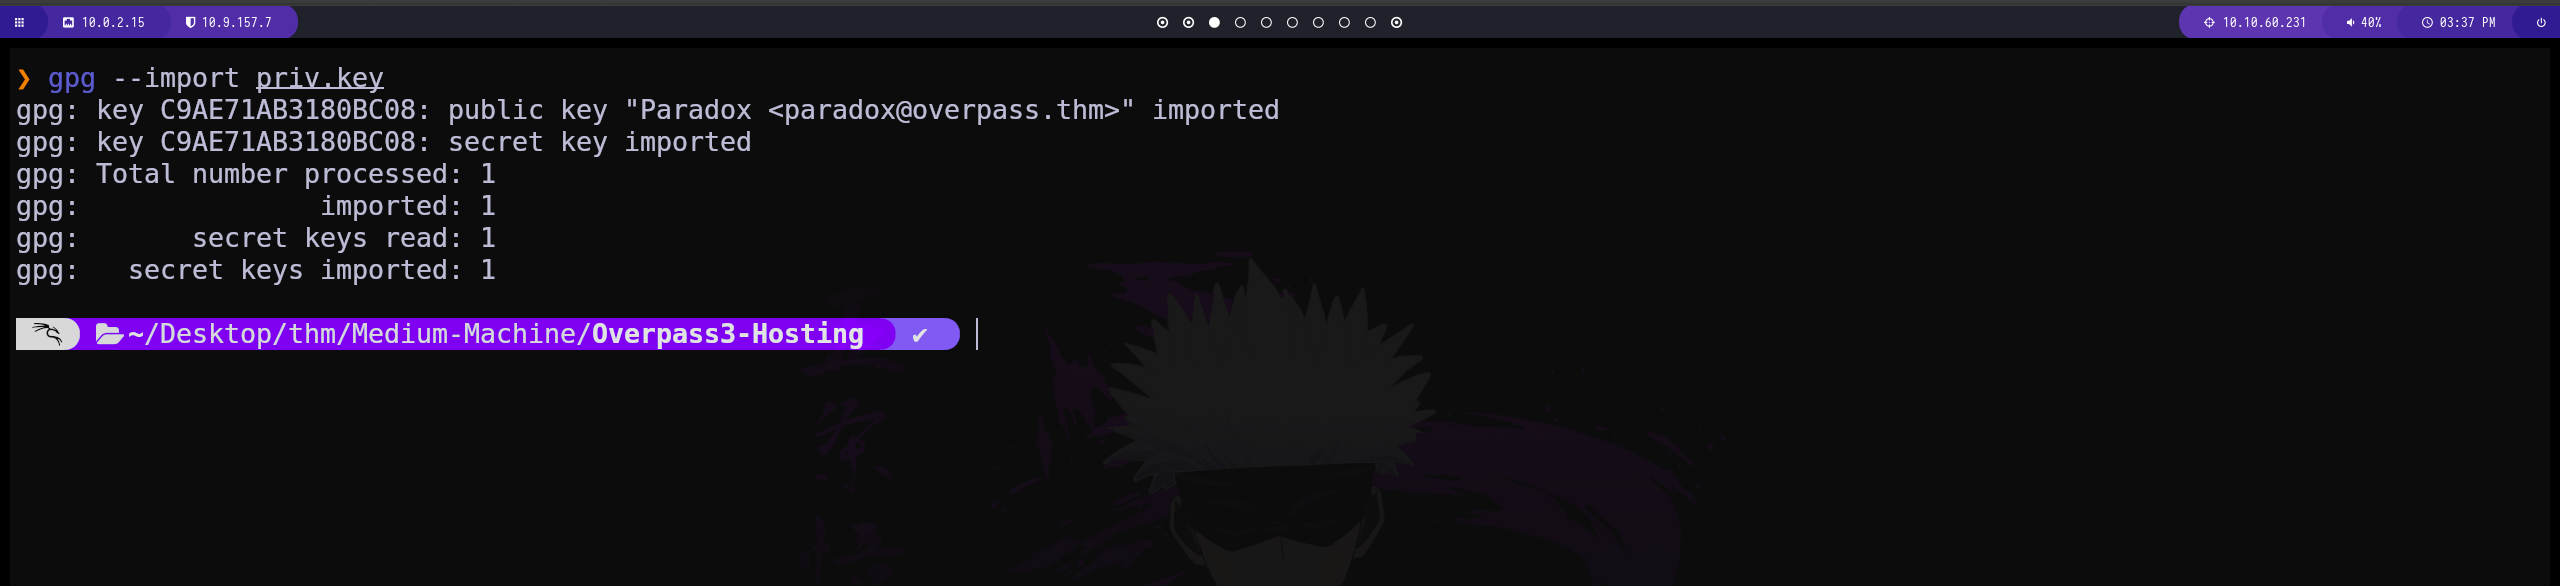 10.0.2.15 10.9.157.7 10.10.60.231 40% 03:37 PM
❯ gpg --import priv.key
gpg: key C9AE71AB3180BC08: public key "Paradox <paradox@overpass.thm>" imported
gpg: key C9AE71AB3180BC08: secret key imported
gpg: Total number processed: 1
gpg:               imported: 1
gpg:       secret keys read: 1
gpg:   secret keys imported: 1
~/Desktop/thm/Medium-Machine/Overpass3-Hosting ✔